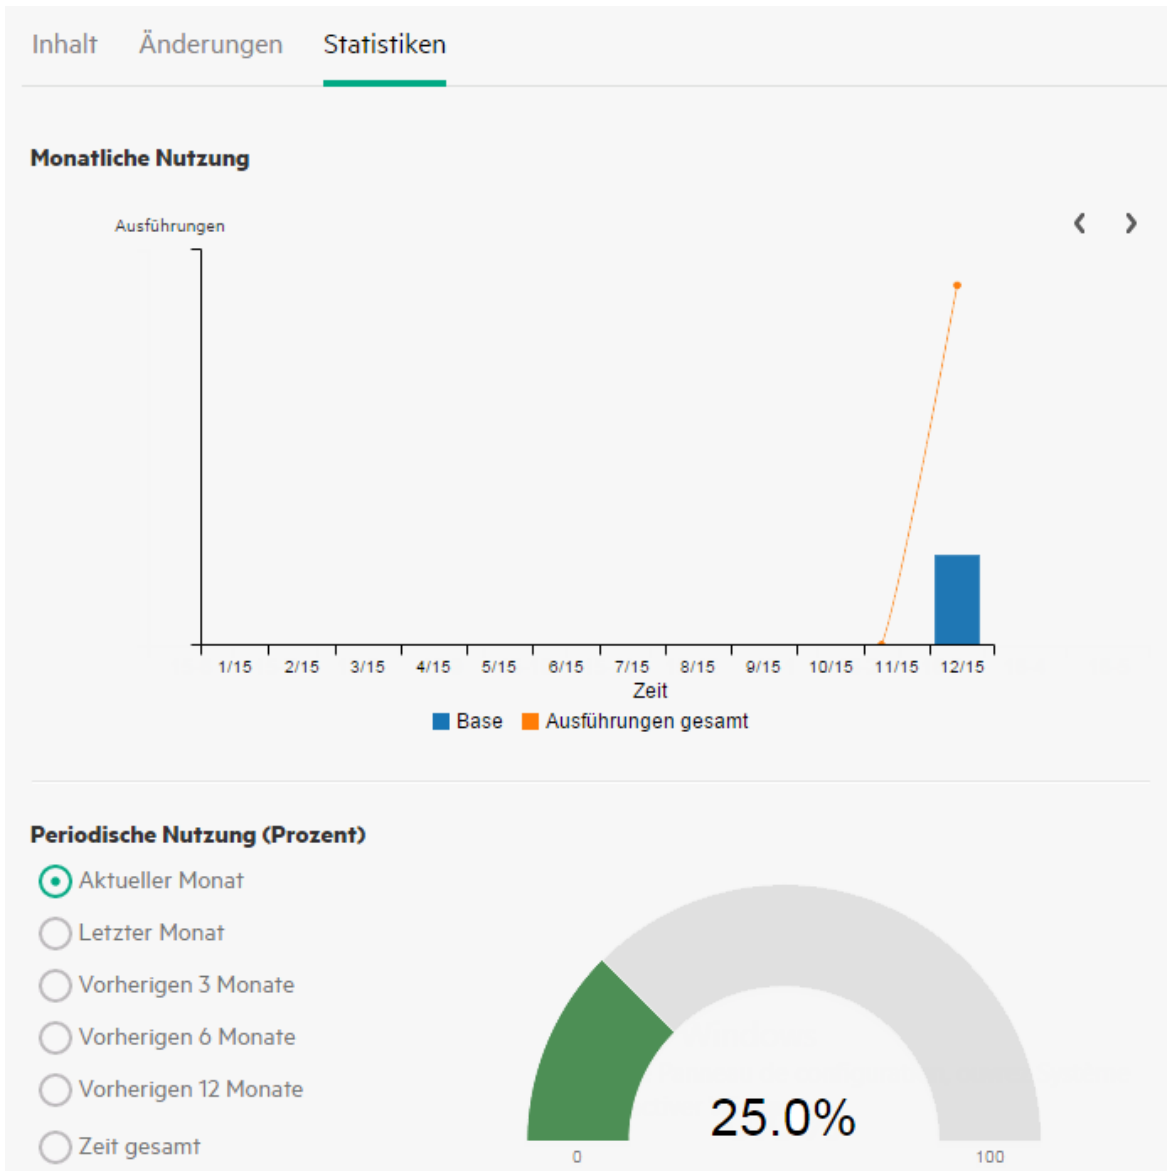 Inhalt Änderungen Statistiken
Monatliche Nutzung
Ausführungen
1/15 2/15 3/15 4/15 5/15 6/15 7/15 8/15 9/15 10/15 11/15 12/15
Zeit
Base Ausführungen gesamt
Periodische Nutzung (Prozent)
Aktueller Monat
Letzter Monat
Vorherigen 3 Monate
Vorherigen 6 Monate
Vorherigen 12 Monate
Zeit gesamt
25.0%
0 100